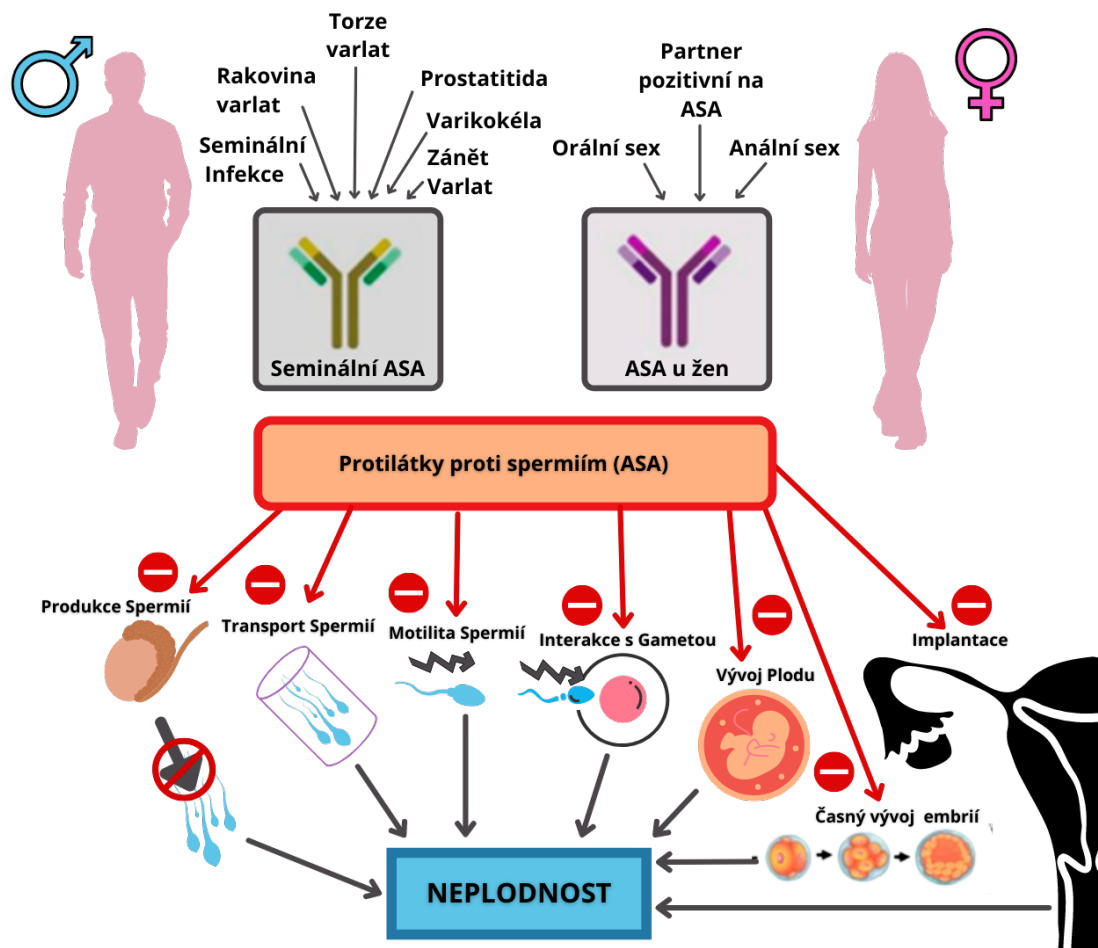 Torze
varlat
Rakovina
varlat
Prostatitida
Seminální
Infekce
Varikokéla
Zánět
Varlat
Partner
pozitivní na
ASA
Orální sex
Análni sex
Seminální ASA
ASA u žen
Protilátky proti spermiím (ASA)
Produkce Spermií
Transport Spermií
Motilita Spermií
Interakce s Gametou
Implantace
Vývoj Plodu
Časný vývoj embrií
NEPLODNOST